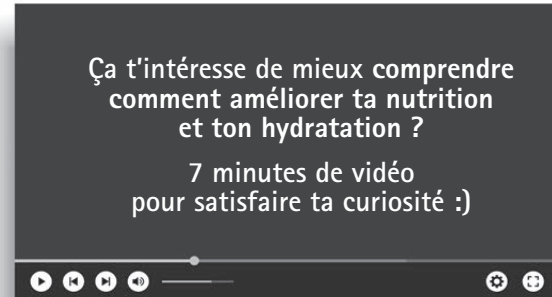 Ça t'intéresse de mieux comprendre
comment améliorer ta nutrition
et ton hydratation ?
7 minutes de vidéo
pour satisfaire ta curiosité :)